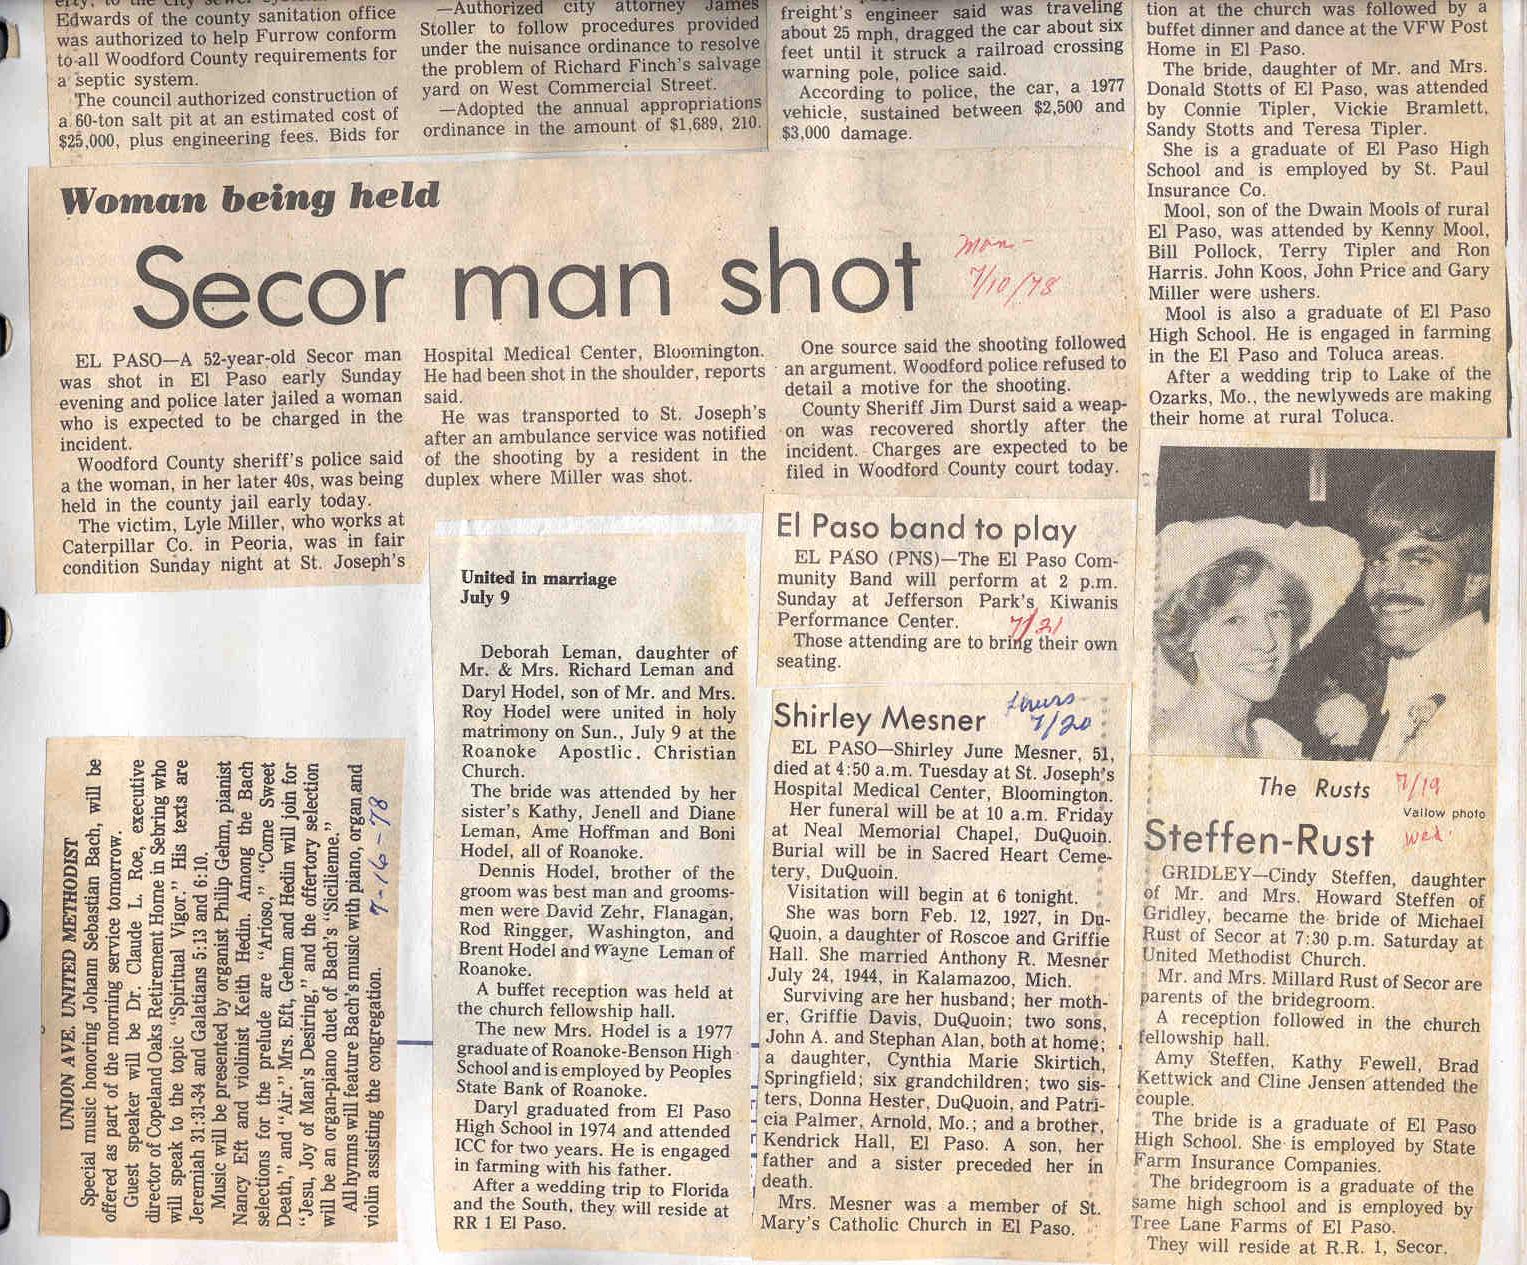 Edwards of the county sanitation office
was authorized to help Furrow conform
to all Woodford County requirements for
a septic system.
The council authorized construction of
a 60-ton salt pit at an estimated cost of
$25,000, plus engineering fees. Bids for
—Authorized city attorney James
Stoller to follow procedures provided
under the nuisance ordinance to resolve
the problem of Richard Finch's salvage
yard on West Commercial Street.
—Adopted the annual appropriations
ordinance in the amount of $1,689, 210.
freight's engineer said was traveling
about 25 mph, dragged the car about six
feet until it struck a railroad crossing
warning pole, police said.
According to police, the car, a 1977
vehicle, sustained between $2,500 and
$3,000 damage.
tion at the church was followed by a
buffet dinner and dance at the VFW Post
Home in El Paso.
The bride, daughter of Mr. and Mrs.
Donald Stotts of El Paso, was attended
by Connie Tipler, Vickie Bramlett,
Sandy Stotts and Teresa Tipler.
She is a graduate of El Paso High
School and is employed by St. Paul
Insurance Co.
Mool, son of the Dwain Mools of rural
El Paso, was attended by Kenny Mool,
Bill Pollock, Terry Tipler and Ron
Harris. John Koos, John Price and Gary
Miller were ushers.
Mool is also a graduate of El Paso
High School. He is engaged in farming
in the El Paso and Toluca areas.
After a wedding trip to Lake of the
Ozarks, Mo., the newlyweds are making
their home at rural Toluca.
Woman being held
Secor man shot
Mon -
7/10/78
EL PASO—A 52-year-old Secor man
was shot in El Paso early Sunday
evening and police later jailed a woman
who is expected to be charged in the
incident.
Woodford County sheriff's police said
a the woman, in her later 40s, was being
held in the county jail early today.
The victim, Lyle Miller, who works at
Caterpillar Co. in Peoria, was in fair
condition Sunday night at St. Joseph's
Hospital Medical Center, Bloomington.
He had been shot in the shoulder, reports
said.
He was transported to St. Joseph's
after an ambulance service was notified
of the shooting by a resident in the
duplex where Miller was shot.
One source said the shooting followed
an argument. Woodford police refused to
detail a motive for the shooting.
County Sheriff Jim Durst said a weap-
on was recovered shortly after the
incident. Charges are expected to be
filed in Woodford County court today.
UNION AVE. UNITED METHODIST
Special music honoring Johann Sebastian Bach, will be
offered as part of the morning service tomorrow.
Guest speaker will be Dr. Claude L. Roe, executive
director of Copeland Oaks Retirement Home in Sebring who
will speak to the topic "Spiritual Vigor." His texts are
Jeremiah 31:31-34 and Galatians 5:13 and 6:10.
Music will be presented by organist Philip Gehm, pianist
Nancy Eft and violinist Keith Hedin. Among the Bach
selections for the prelude are "Arioso," "Come Sweet
Death," and "Air." Mrs. Eft, Gehm and Hedin will join for
"Jesu, Joy of Man's Desiring," and the offertory selection
will be an organ-piano duet of Bach's "Sicilienne."
All hymns will feature Bach's music with piano, organ and
violin assisting the congregation.
7-16-78
United in marriage
July 9
Deborah Leman, daughter of
Mr. & Mrs. Richard Leman and
Daryl Hodel, son of Mr. and Mrs.
Roy Hodel were united in holy
matrimony on Sun., July 9 at the
Roanoke Apostlic. Christian
Church.
The bride was attended by her
sister's Kathy, Jenell and Diane
Leman, Ame Hoffman and Boni
Hodel, all of Roanoke.
Dennis Hodel, brother of the
groom was best man and grooms-
men were David Zehr, Flanagan,
Rod Ringger, Washington, and
Brent Hodel and Wayne Leman of
Roanoke.
A buffet reception was held at
the church fellowship hall.
The new Mrs. Hodel is a 1977
graduate of Roanoke-Benson High
School and is employed by Peoples
State Bank of Roanoke.
Daryl graduated from El Paso
High School in 1974 and attended
ICC for two years. He is engaged
in farming with his father.
After a wedding trip to Florida
and the South, they will reside at
RR 1 El Paso.
El Paso band to play
EL PASO (PNS)—The El Paso Com-
munity Band will perform at 2 p.m.
Sunday at Jefferson Park's Kiwanis
Performance Center.
7/21
Those attending are to bring their own
seating.
Shirley Mesner
Thurs
7/20
EL PASO—Shirley June Mesner, 51,
died at 4:50 a.m. Tuesday at St. Joseph's
Hospital Medical Center, Bloomington.
Her funeral will be at 10 a.m. Friday
at Neal Memorial Chapel, DuQuoin.
Burial will be in Sacred Heart Ceme-
tery, DuQuoin.
Visitation will begin at 6 tonight.
She was born Feb. 12, 1927, in Du-
Quoin, a daughter of Roscoe and Griffie
Hall. She married Anthony R. Mesner
July 24, 1944, in Kalamazoo, Mich.
Surviving are her husband; her moth-
er, Griffie Davis, DuQuoin; two sons,
John A. and Stephan Alan, both at home;
a daughter, Cynthia Marie Skirtich,
Springfield; six grandchildren; two sis-
ters, Donna Hester, DuQuoin, and Patri-
cia Palmer, Arnold, Mo.; and a brother,
Kendrick Hall, El Paso. A son, her
father and a sister preceded her in
death.
Mrs. Mesner was a member of St.
Mary's Catholic Church in El Paso.
The Rusts
7/19
Vallow photo
Wed.
Steffen-Rust
GRIDLEY—Cindy Steffen, daughter
of Mr. and Mrs. Howard Steffen of
Gridley, became the bride of Michael
Rust of Secor at 7:30 p.m. Saturday at
United Methodist Church.
Mr. and Mrs. Millard Rust of Secor are
parents of the bridegroom.
A reception followed in the church
fellowship hall.
Amy Steffen, Kathy Fewell, Brad
Kettwick and Cline Jensen attended the
couple.
The bride is a graduate of El Paso
High School. She is employed by State
Farm Insurance Companies.
The bridegroom is a graduate of the
same high school and is employed by
Tree Lane Farms of El Paso.
They will reside at R.R. 1, Secor.